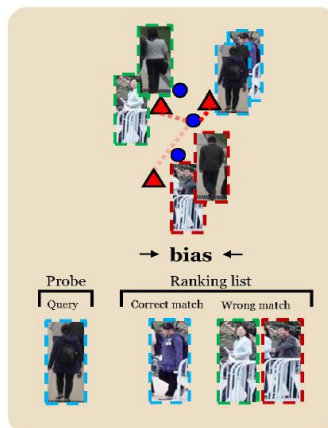 → bias ←
Probe Ranking list
Query Correct match Wrong match